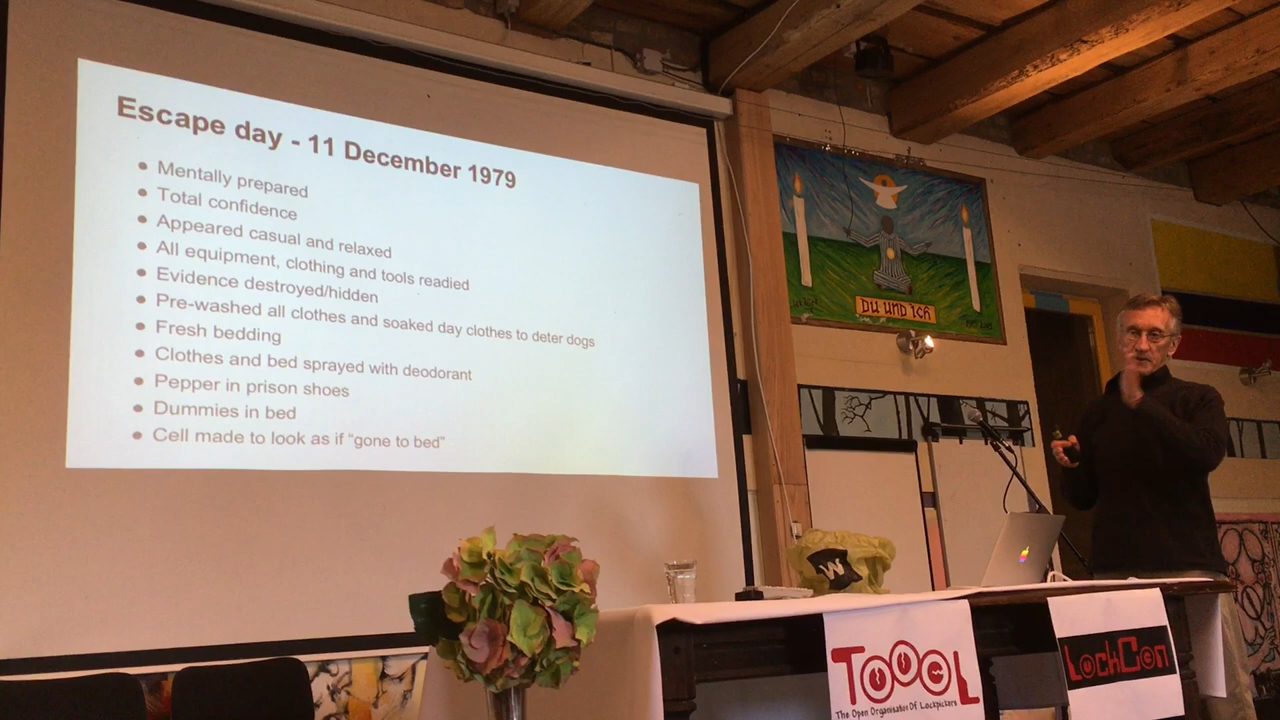 Escape day - 11 December 1979
• Mentally prepared
• Total confidence
• Appeared casual and relaxed
• All equipment, clothing and tools readied
• Evidence destroyed/hidden
• Pre-washed all clothes and soaked day clothes to deter dogs
• Fresh bedding
• Clothes and bed sprayed with deodorant
• Pepper in prison shoes
• Dummies in bed
• Cell made to look as if “gone to bed”
DU UND ICH
W
TOOOL
The Open Organisation Of Lockpickers
LockCon